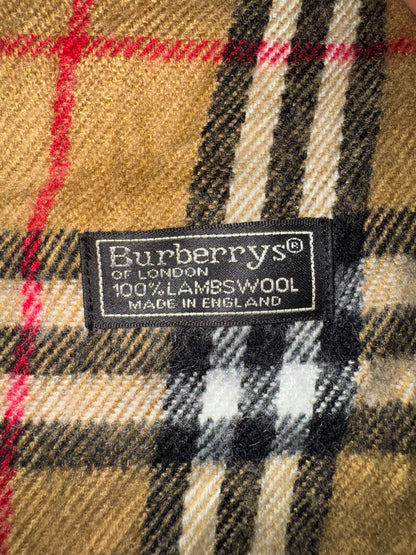 Burberrys®
OF LONDON
100% LAMBSWOOL
MADE IN ENGLAND